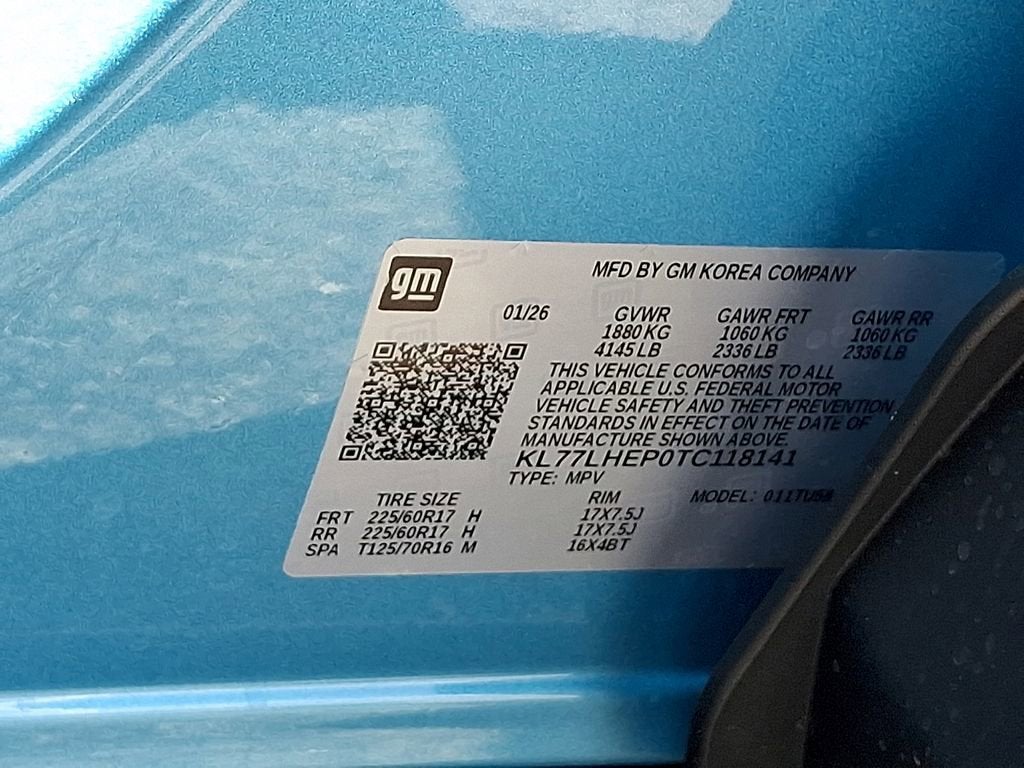 gm
MFD BY GM KOREA COMPANY
01/26 GVWR GAWR FRT GAWR RR
1880 KG 1060 KG 1060 KG
4145 LB 2336 LB 2336 LB
THIS VEHICLE CONFORMS TO ALL
APPLICABLE U.S. FEDERAL MOTOR
VEHICLE SAFETY AND THEFT PREVENTION
STANDARDS IN EFFECT ON THE DATE OF
MANUFACTURE SHOWN ABOVE.
KL77LHEP0TC118141
TYPE: MPV
TIRE SIZE RIM MODEL:
FRT 225/60R17 H 17X7.5J
RR 225/60R17 H 17X7.5J
SPA T125/70R16 M 16X4BT